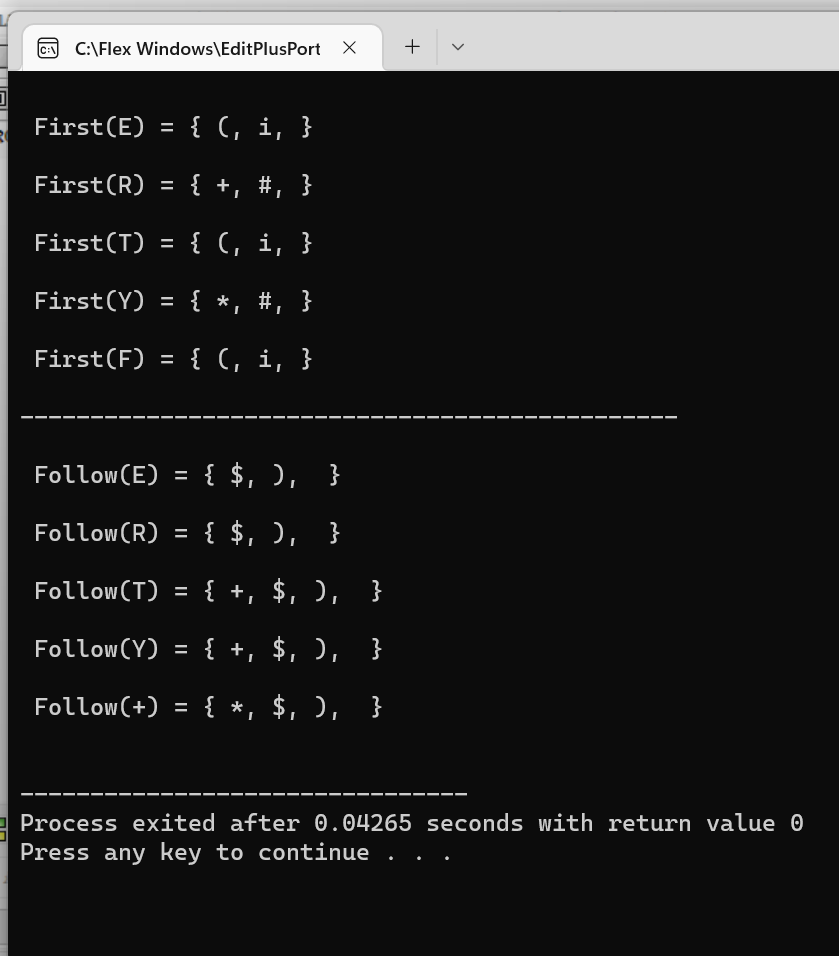 C:\Flex Windows\EditPlusPort
First(E) = { (, i, }
First(R) = { +, #, }
First(T) = { (, i, }
First(Y) = { *, #, }
First(F) = { (, i, }
-----------------------------------------------
Follow(E) = { $, ),  }
Follow(R) = { $, ),  }
Follow(T) = { +, $, ),  }
Follow(Y) = { +, $, ),  }
Follow(+) = { *, $, ),  }
--------------------------------
Process exited after 0.04265 seconds with return value 0
Press any key to continue . . .